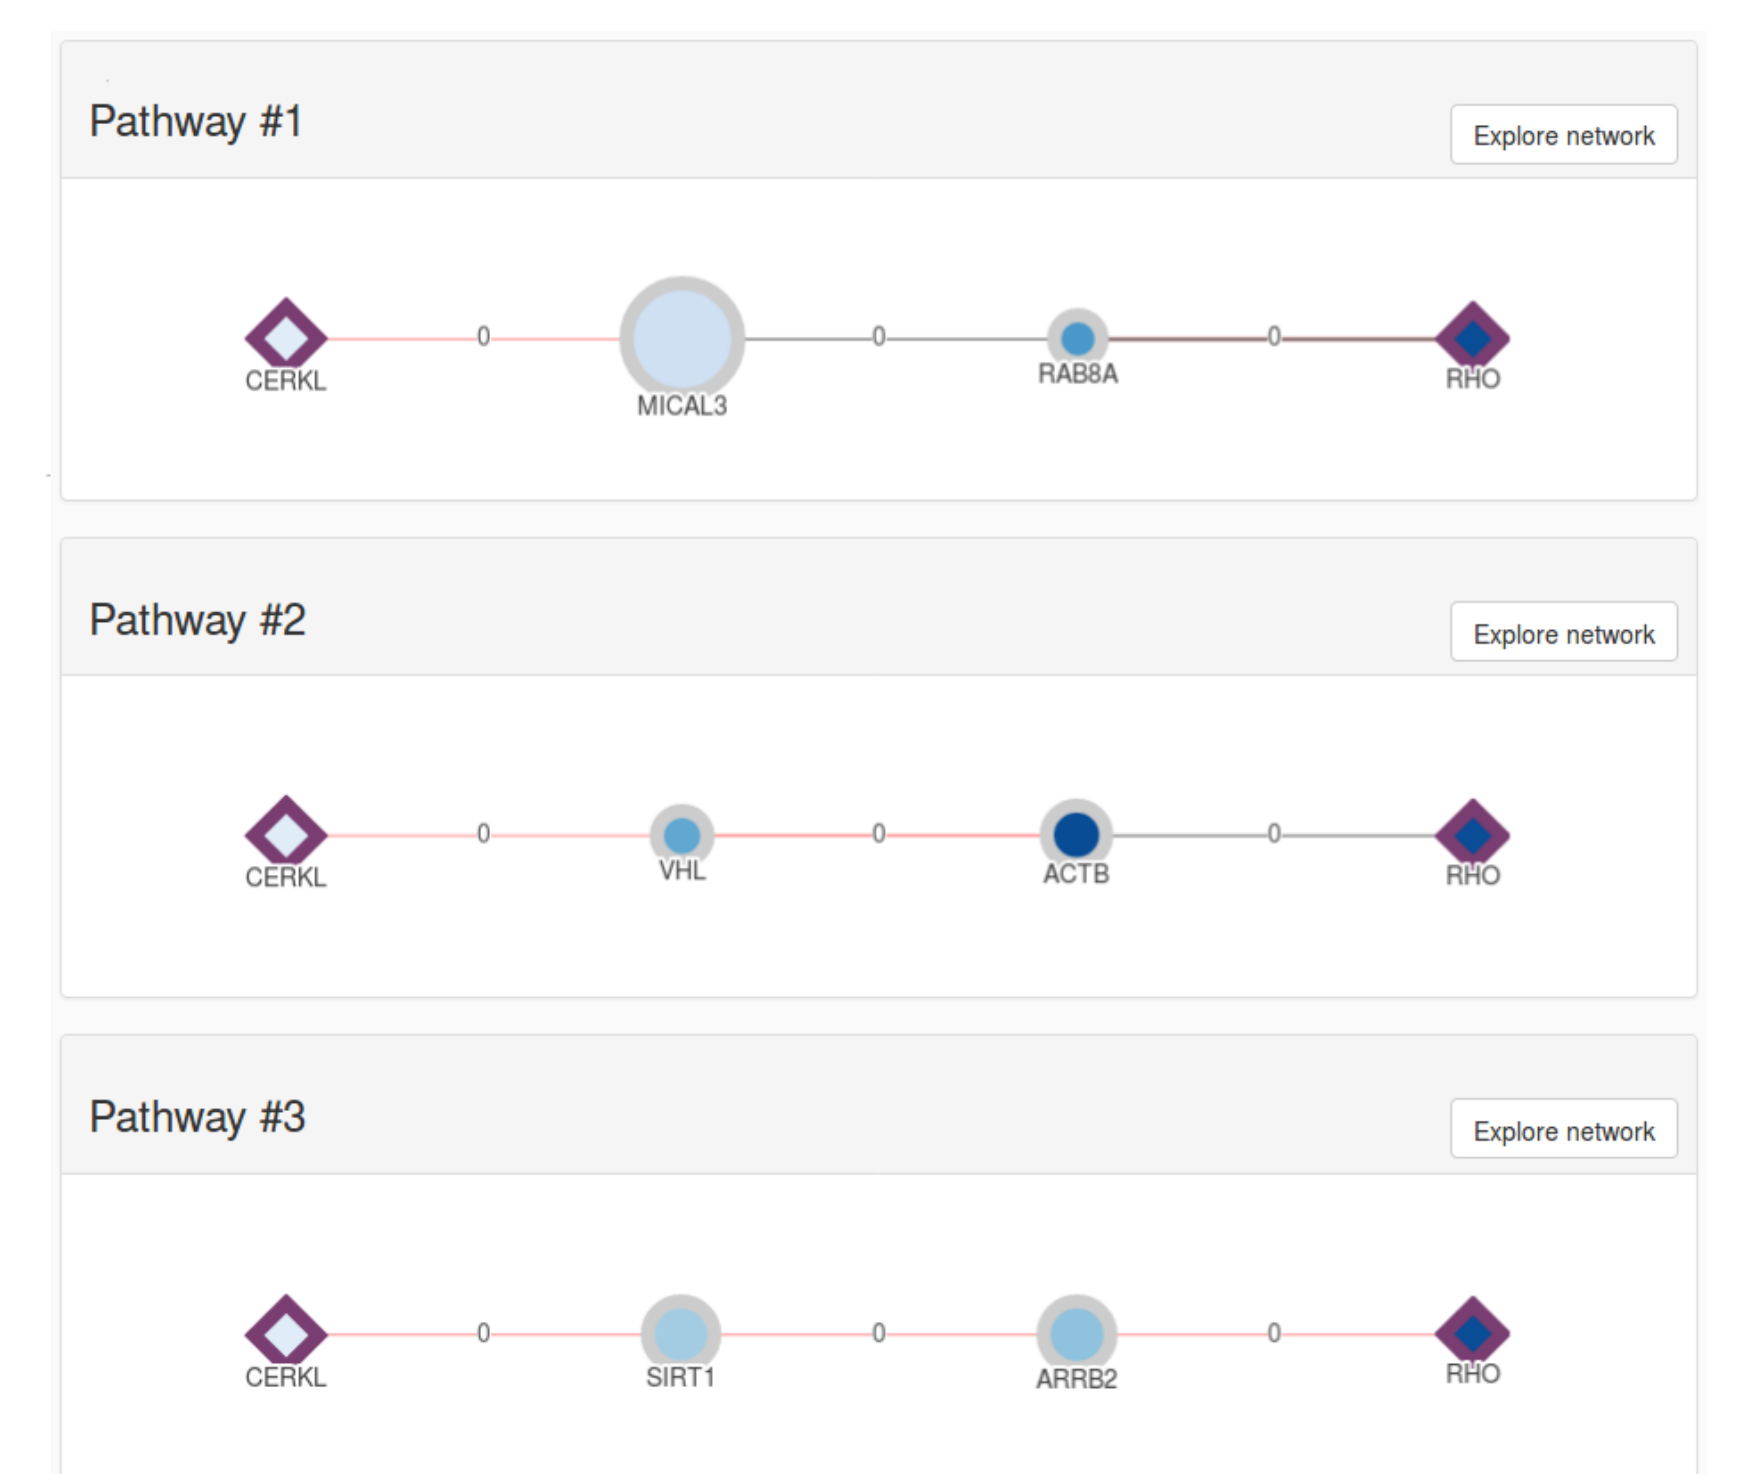 Pathway #1
Explore network
0 0 0
CERKL MICAL3 RAB8A RHO
Pathway #2
Explore network
0 0 0
CERKL VHL ACTB RHO
Pathway #3
Explore network
0 0 0
CERKL SIRT1 ARRB2 RHO